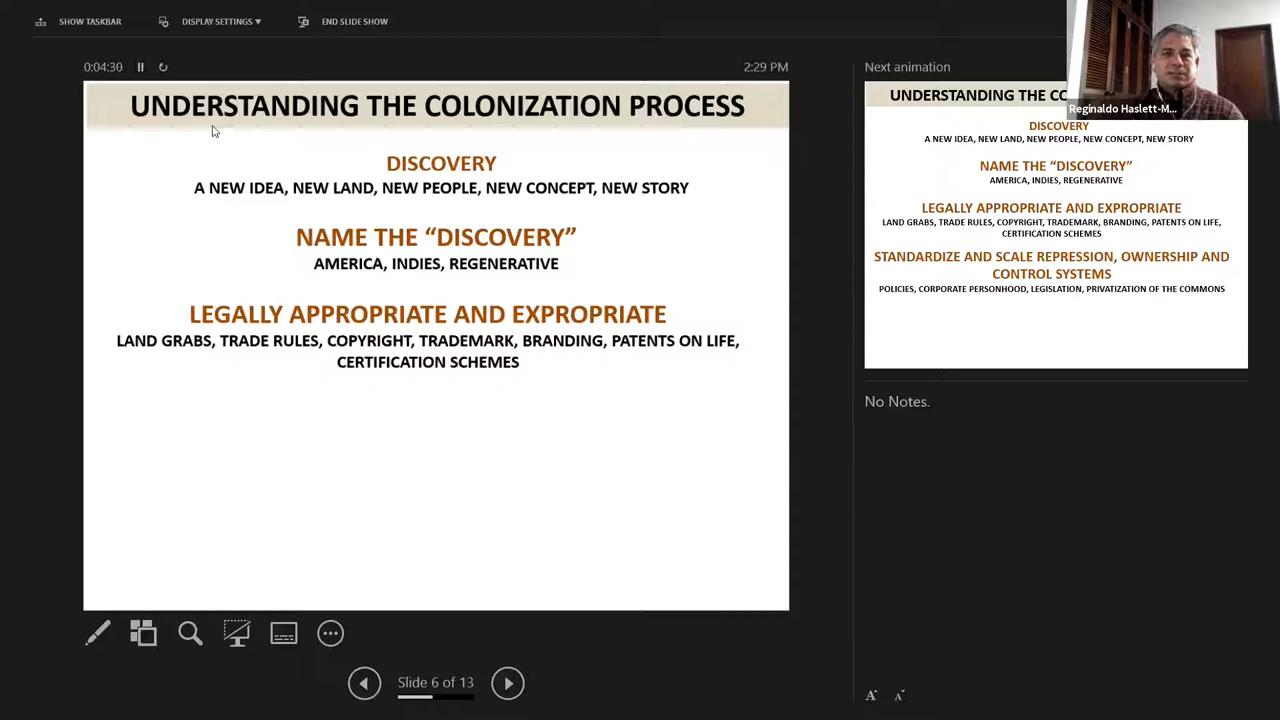 SHOW TASKBAR
DISPLAY SETTINGS
END SLIDE SHOW
0:04:30
2:29 PM
UNDERSTANDING THE COLONIZATION PROCESS
DISCOVERY
A NEW IDEA, NEW LAND, NEW PEOPLE, NEW CONCEPT, NEW STORY
NAME THE “DISCOVERY”
AMERICA, INDIES, REGENERATIVE
LEGALLY APPROPRIATE AND EXPROPRIATE
LAND GRABS, TRADE RULES, COPYRIGHT, TRADEMARK, BRANDING, PATENTS ON LIFE,
CERTIFICATION SCHEMES
Slide 6 of 13
Next animation
Reginaldo Haslett-M...
UNDERSTANDING THE CO
DISCOVERY
A NEW IDEA, NEW LAND, NEW PEOPLE, NEW CONCEPT, NEW STORY
NAME THE “DISCOVERY”
AMERICA, INDIES, REGENERATIVE
LEGALLY APPROPRIATE AND EXPROPRIATE
LAND GRABS, TRADE RULES, COPYRIGHT, TRADEMARK, BRANDING, PATENTS ON LIFE,
CERTIFICATION SCHEMES
STANDARDIZE AND SCALE REPRESSION, OWNERSHIP AND
CONTROL SYSTEMS
POLICIES, CORPORATE PERSONHOOD, LEGISLATION, PRIVATIZATION OF THE COMMONS
No Notes.
A A